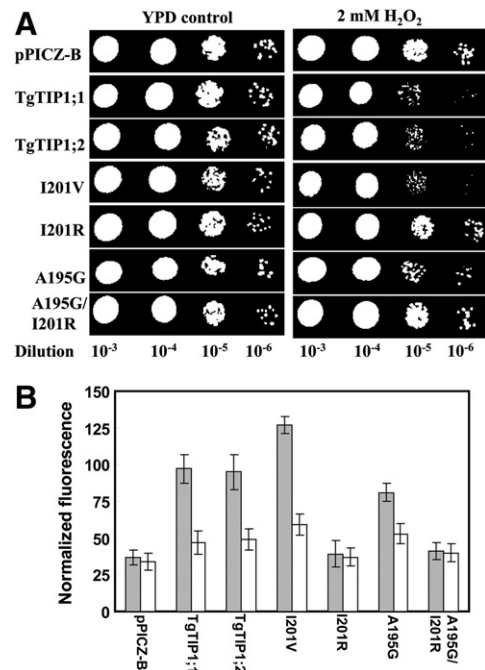 A
YPD control
2 mM H₂O₂
pPICZ-B
TgTIP1;1
TgTIP1;2
I201V
I201R
A195G
A195G/
I201R
Dilution 10⁻³ 10⁻⁴ 10⁻⁵ 10⁻⁶ 10⁻³ 10⁻⁴ 10⁻⁵ 10⁻⁶
B
Normalized fluorescence
150
125
100
75
50
25
0
pPICZ-B
TgTIP1;1
TgTIP1;2
I201V
I201R
A195G
A195G
I201R